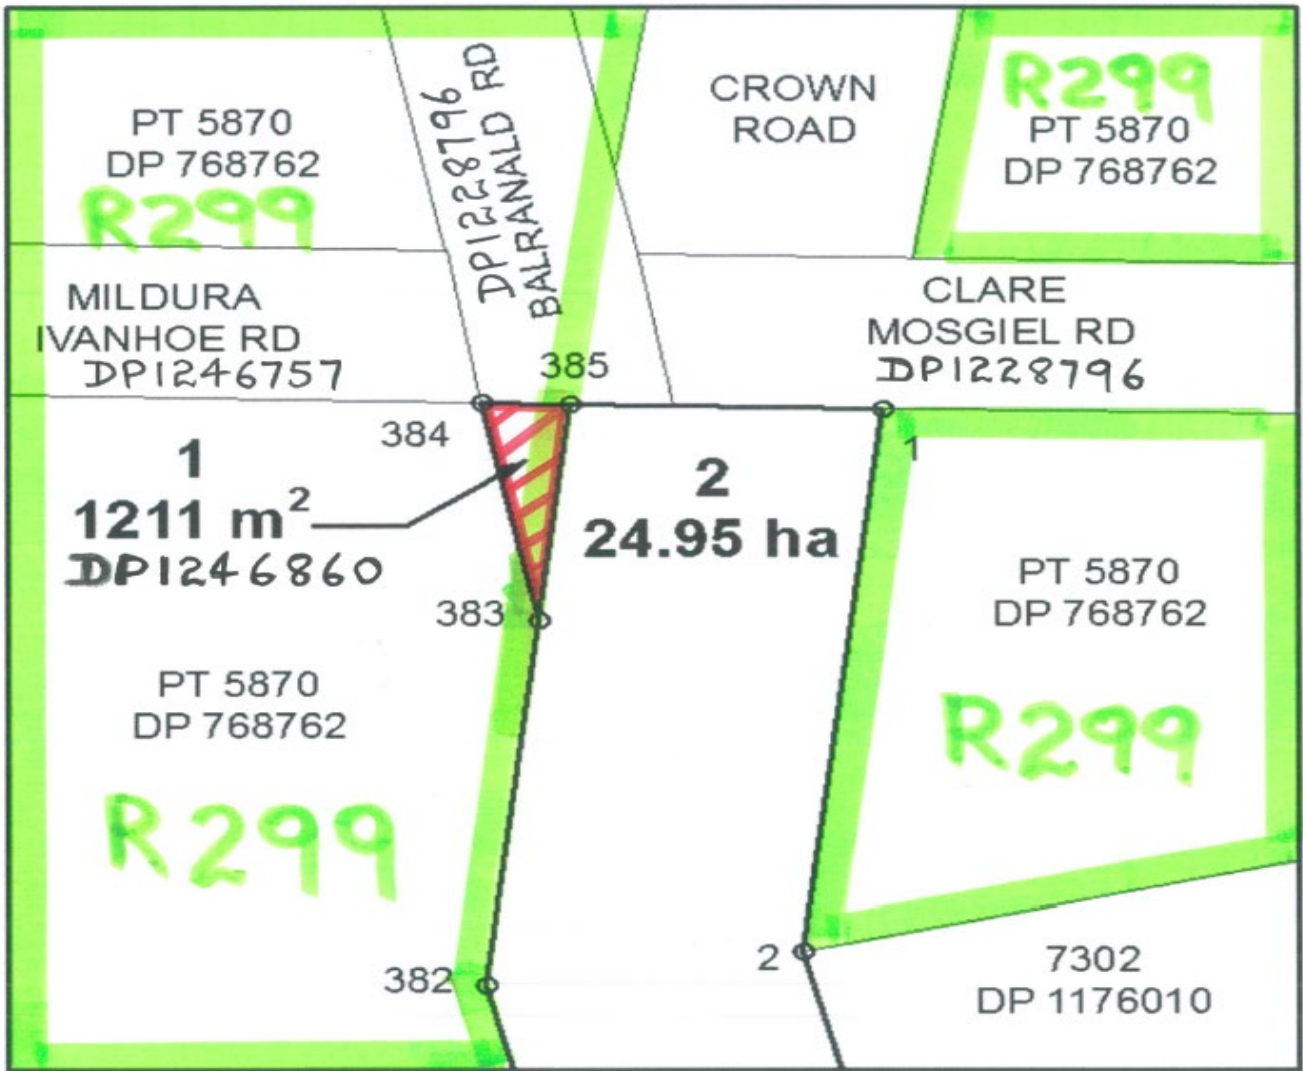 PT 5870
DP 768762
R299
DP1228796
BALRANALD RD
CROWN
ROAD
R299
PT 5870
DP 768762
MILDURA
IVANHOE RD
DP1246757
CLARE
MOSGIEL RD
DP1228796
385
384
1
1
1211 m²
DP1246860
2
24.95 ha
383
PT 5870
DP 768762
R299
PT 5870
DP 768762
R299
382
2
7302
DP 1176010